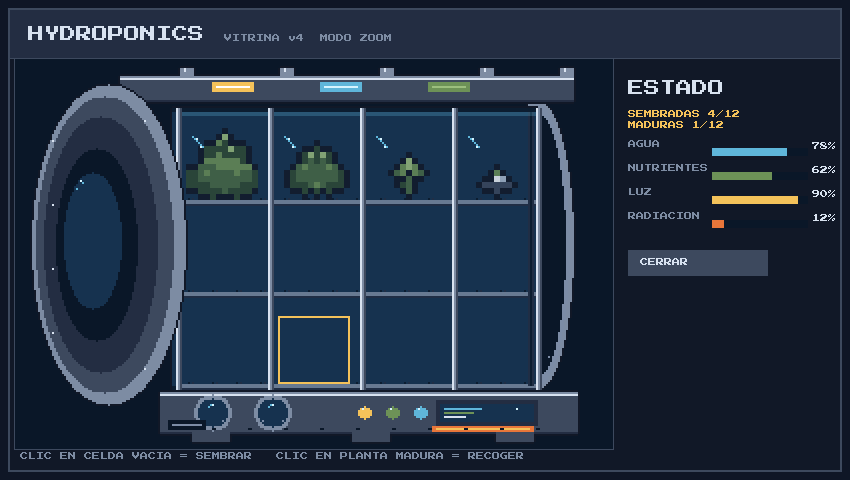 HYDROPONICS
VITRINA v4 MODO ZOOM
ESTADO
SEMBRADAS 4/12
MADURAS 1/12
AGUA 78%
NUTRIENTES 62%
LUZ 90%
RADIACION 12%
CERRAR
CLIC EN CELDA VACIA = SEMBRAR CLIC EN PLANTA MADURA = RECOGER